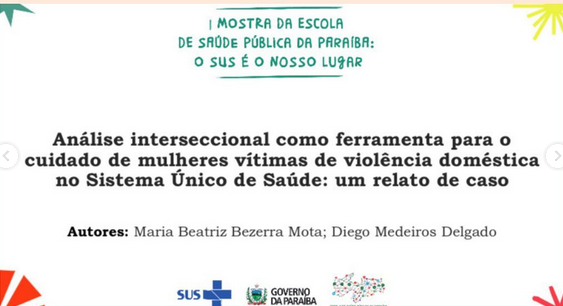 I MOSTRA DA ESCOLA
DE SAÚDE PÚBLICA DA PARAÍBA:
O SUS É O NOSSO LUGAR
Análise interseccional como ferramenta para o
cuidado de mulheres vítimas de violência doméstica
no Sistema Único de Saúde: um relato de caso
Autores: Maria Beatriz Bezerra Mota; Diego Medeiros Delgado
SUS
GOVERNO
DA PARAÍBA